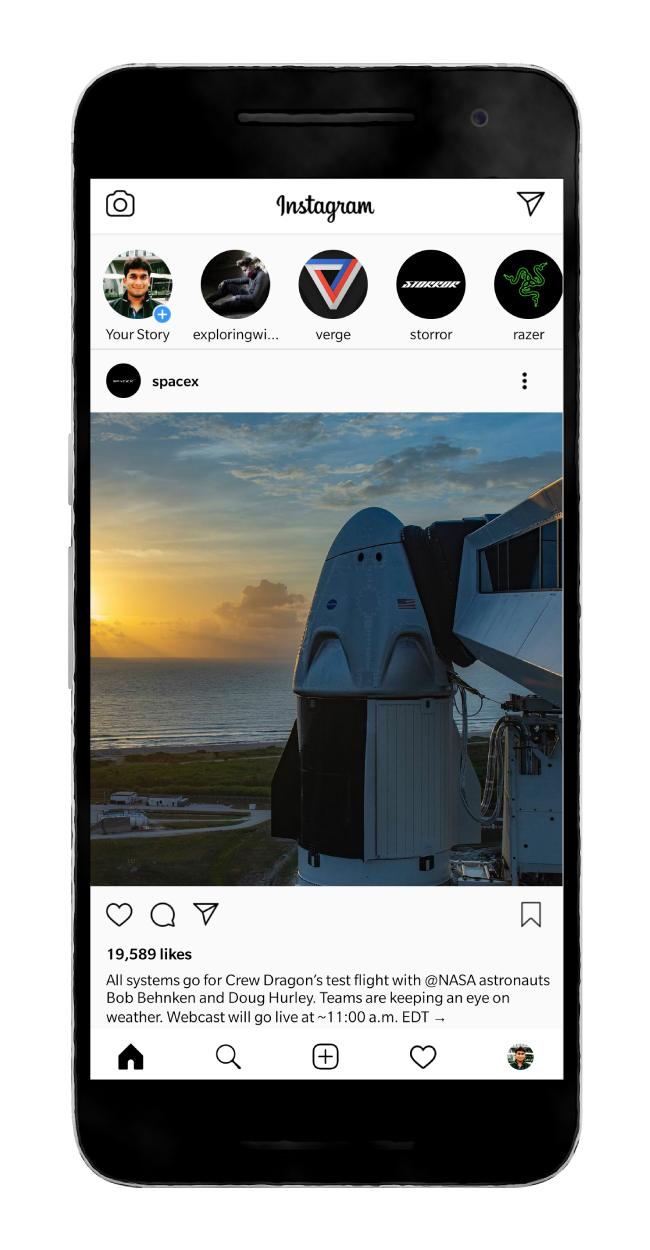 Instagram
Your Story
exploringwi...
verge
STORROR
storror
razer
SPACEX
spacex
19,589 likes
All systems go for Crew Dragon's test flight with @NASA astronauts
Bob Behnken and Doug Hurley. Teams are keeping an eye on
weather. Webcast will go live at ~11:00 a.m. EDT →